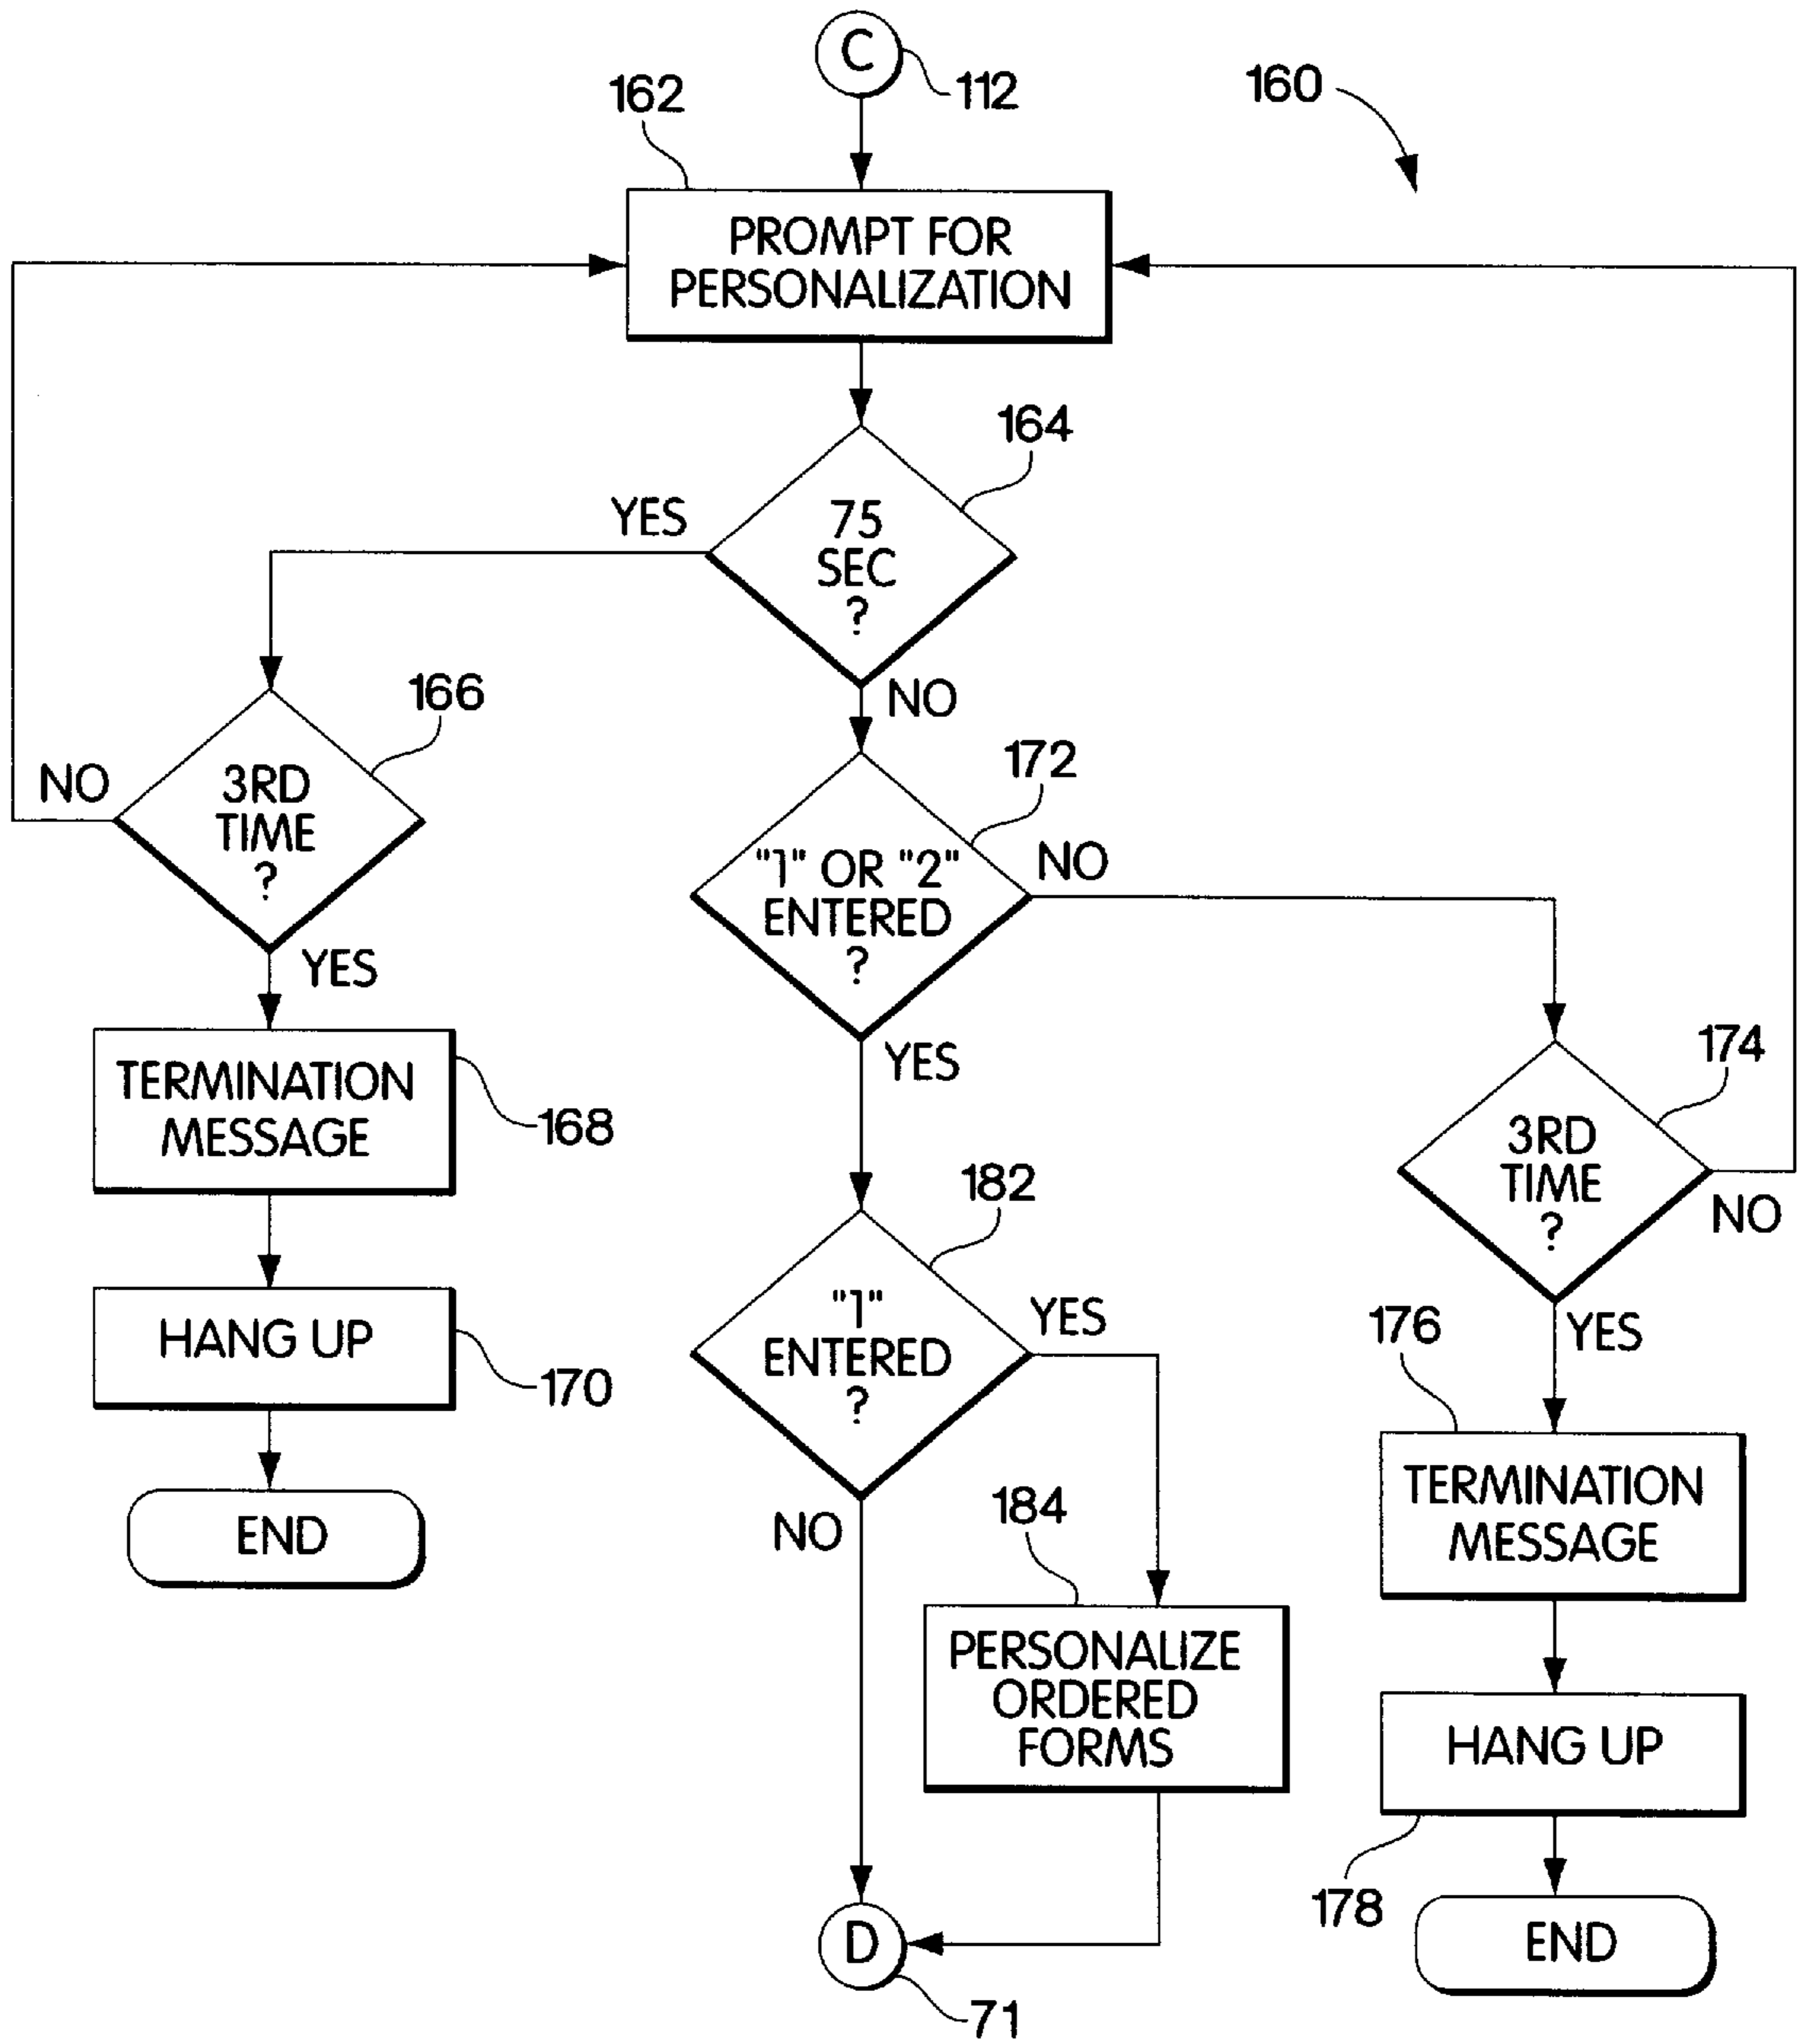 C
112
160
162
PROMPT FOR
PERSONALIZATION
164
75
SEC
?
YES
NO
166
3RD
TIME
?
NO
YES
172
"1" OR "2"
ENTERED
?
NO
YES
TERMINATION
MESSAGE
168
174
3RD
TIME
?
NO
YES
182
"1"
ENTERED
?
YES
NO
HANG UP
170
END
176
TERMINATION
MESSAGE
184
PERSONALIZE
ORDERED
FORMS
HANG UP
178
END
D
71